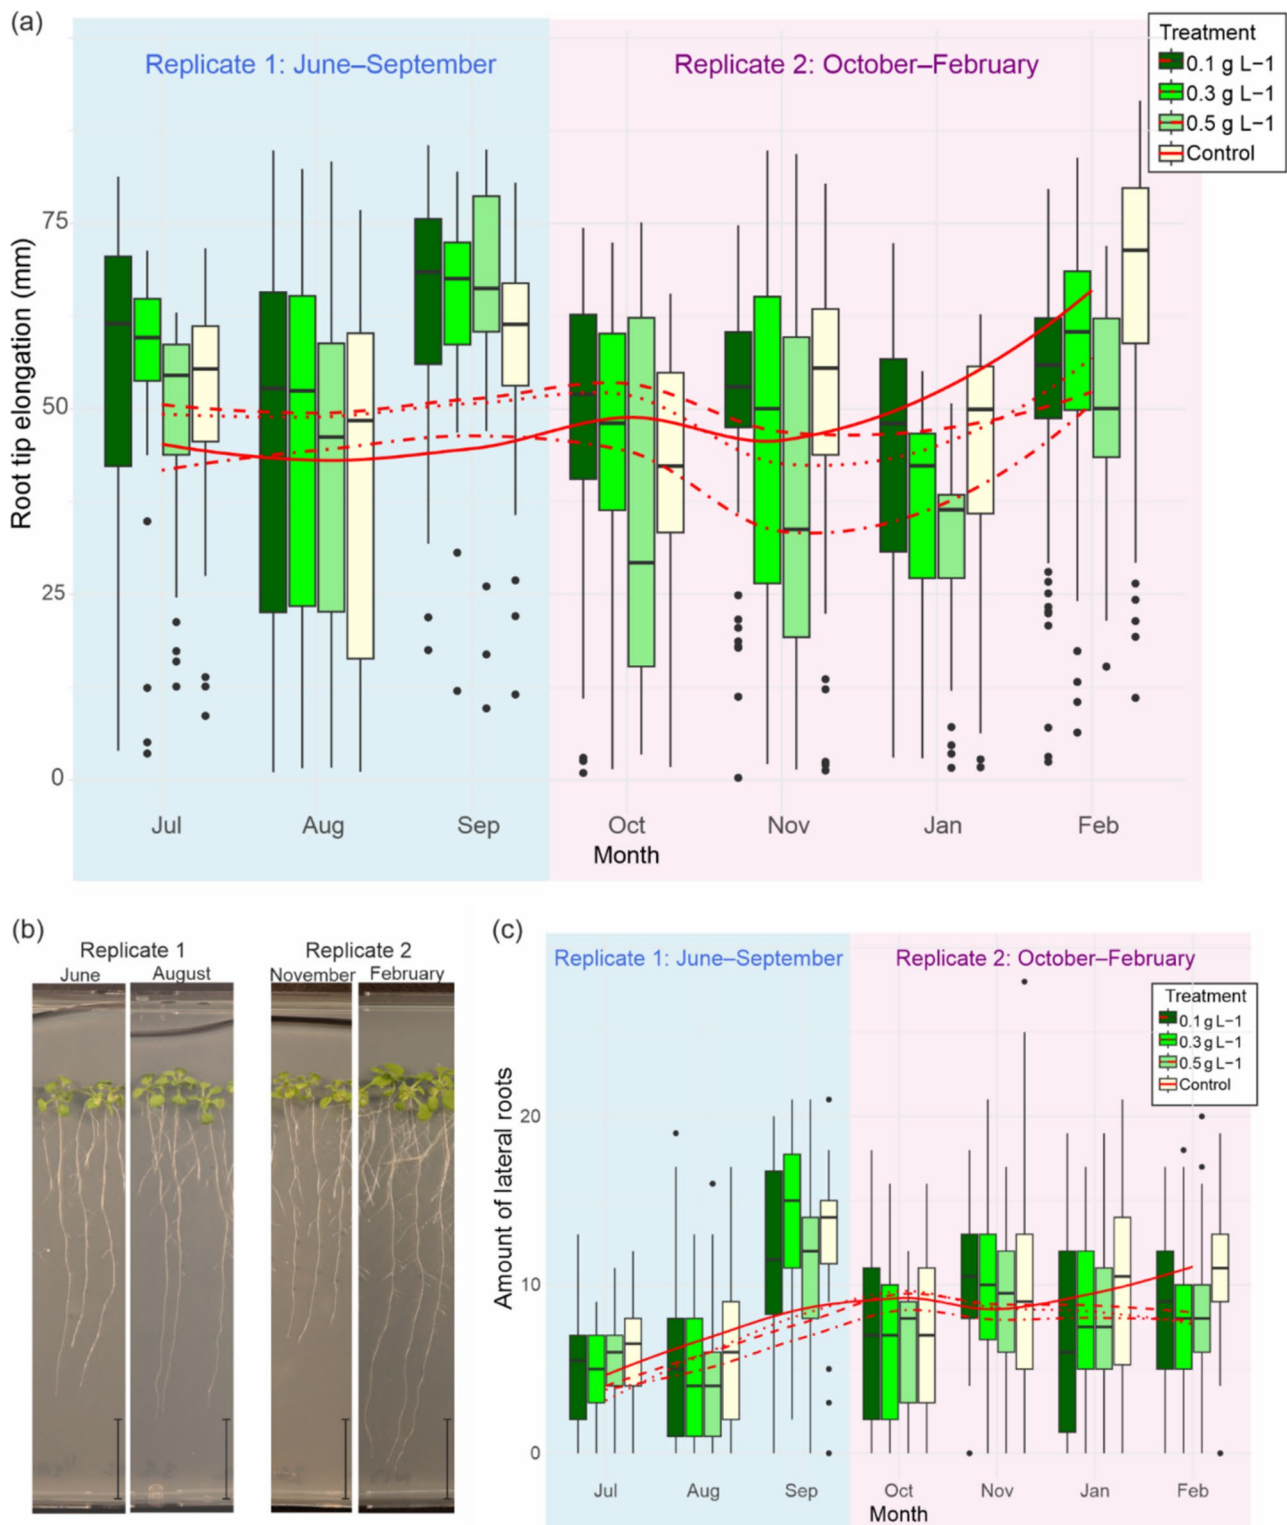 (a)
Replicate 1: June–September
Replicate 2: October–February
Treatment
0.1 g L−1
0.3 g L−1
0.5 g L−1
Control
Root tip elongation (mm)
75
50
25
0
Jul
Aug
Sep
Oct
Nov
Jan
Feb
Month
(b)
Replicate 1
Replicate 2
June
August
November
February
(c)
Replicate 1: June–September
Replicate 2: October–February
Treatment
0.1 g L−1
0.3 g L−1
0.5 g L−1
Control
Amount of lateral roots
20
10
0
Jul
Aug
Sep
Oct
Nov
Jan
Feb
Month